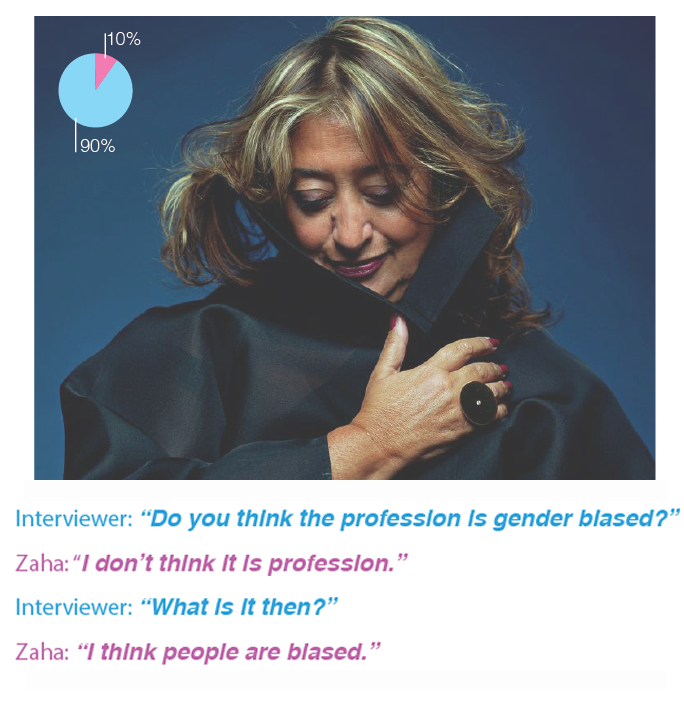 10%
90%
Interviewer: “Do you think the profession is gender biased?”
Zaha: “I don’t think it is profession.”
Interviewer: “What is it then?”
Zaha: “I think people are biased.”